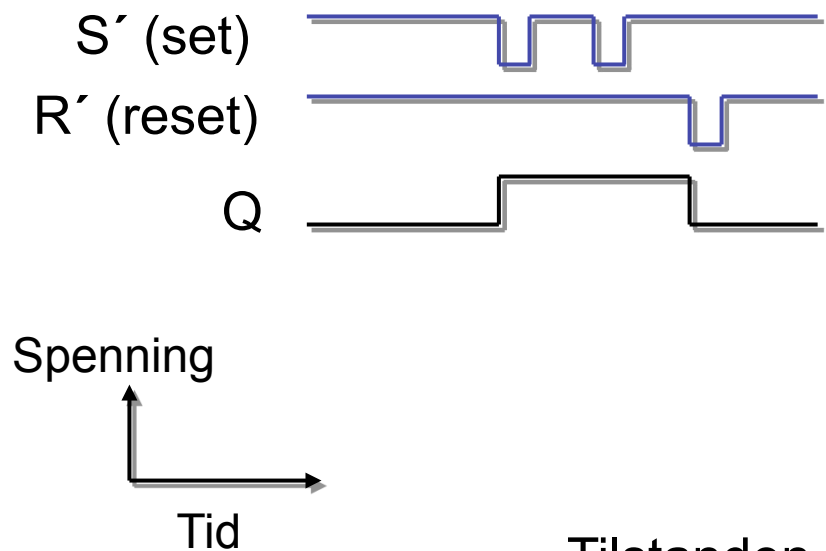 S´ (set)
R´ (reset)
Q
Spenning
Tid
Tilstanden